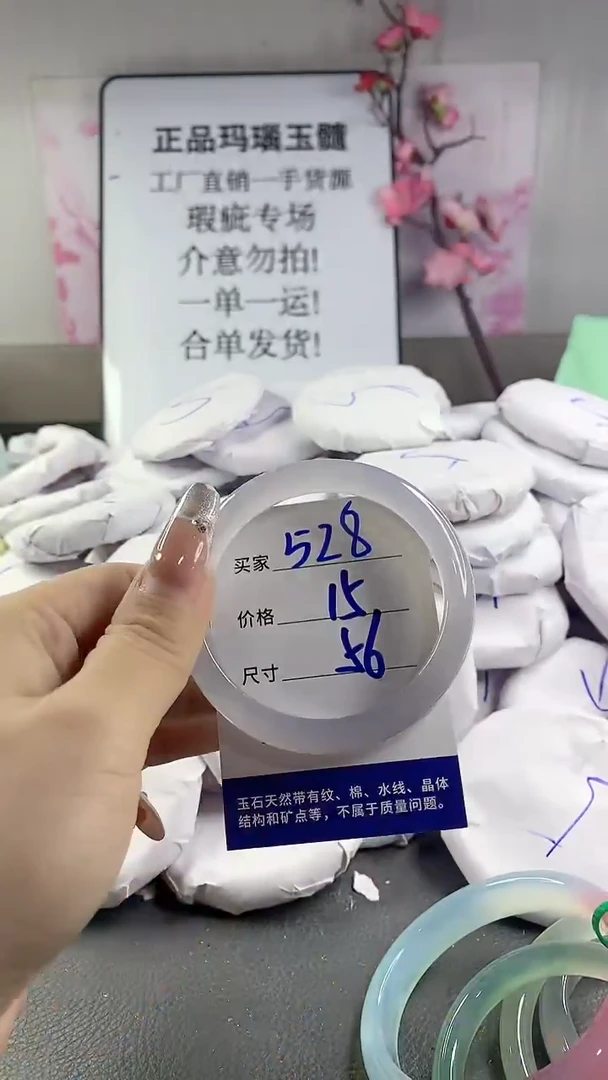 正品玛瑙玉髓
工厂直销一手货源
瑕疵专场
介意勿拍!
一单一运!
合单发货!
买家 528
价格 15
尺寸 56
玉石天然带有纹、棉、水线、晶体
结构和矿点等，不属于质量问题。